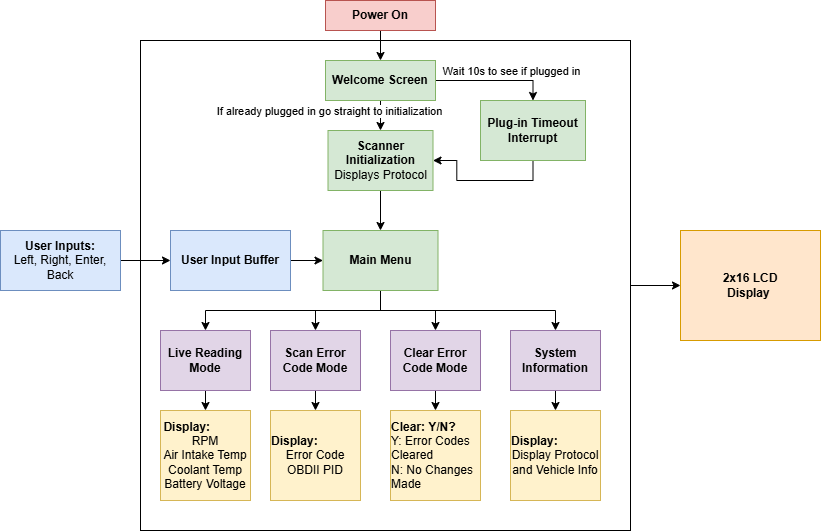 Power On
Welcome Screen
Wait 10s to see if plugged in
If already plugged in go straight to initialization
Plug-in Timeout
Interrupt
Scanner
Initialization
Displays Protocol
User Inputs:
Left, Right, Enter,
Back
User Input Buffer
Main Menu
2x16 LCD
Display
Live Reading
Mode
Scan Error
Code Mode
Clear Error
Code Mode
System
Information
Display:
RPM
Air Intake Temp
Coolant Temp
Battery Voltage
Display:
Error Code
OBDII PID
Clear: Y/N?
Y: Error Codes
Cleared
N: No Changes
Made
Display:
Display Protocol
and Vehicle Info